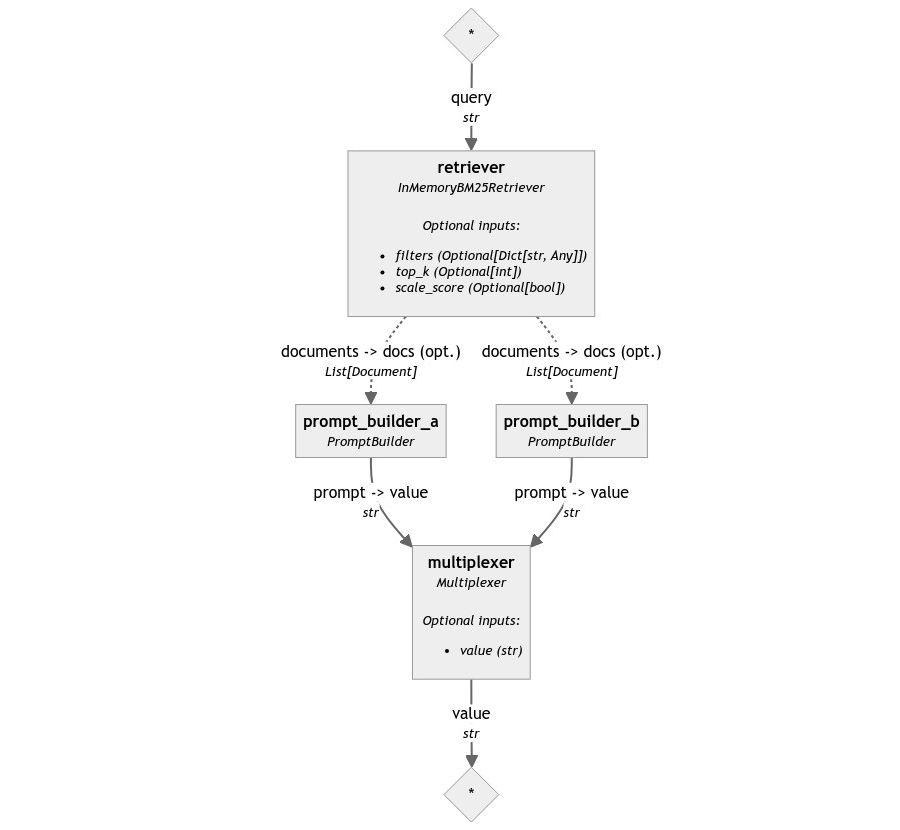 *
query
str
retriever
InMemoryBM25Retriever
Optional inputs:
• filters (Optional[Dict[str, Any]])
• top_k (Optional[int])
• scale_score (Optional[bool])
documents -> docs (opt.)
List[Document]
documents -> docs (opt.)
List[Document]
prompt_builder_a
PromptBuilder
prompt_builder_b
PromptBuilder
prompt -> value
str
prompt -> value
str
multiplexer
Multiplexer
Optional inputs:
• value (str)
value
str
*